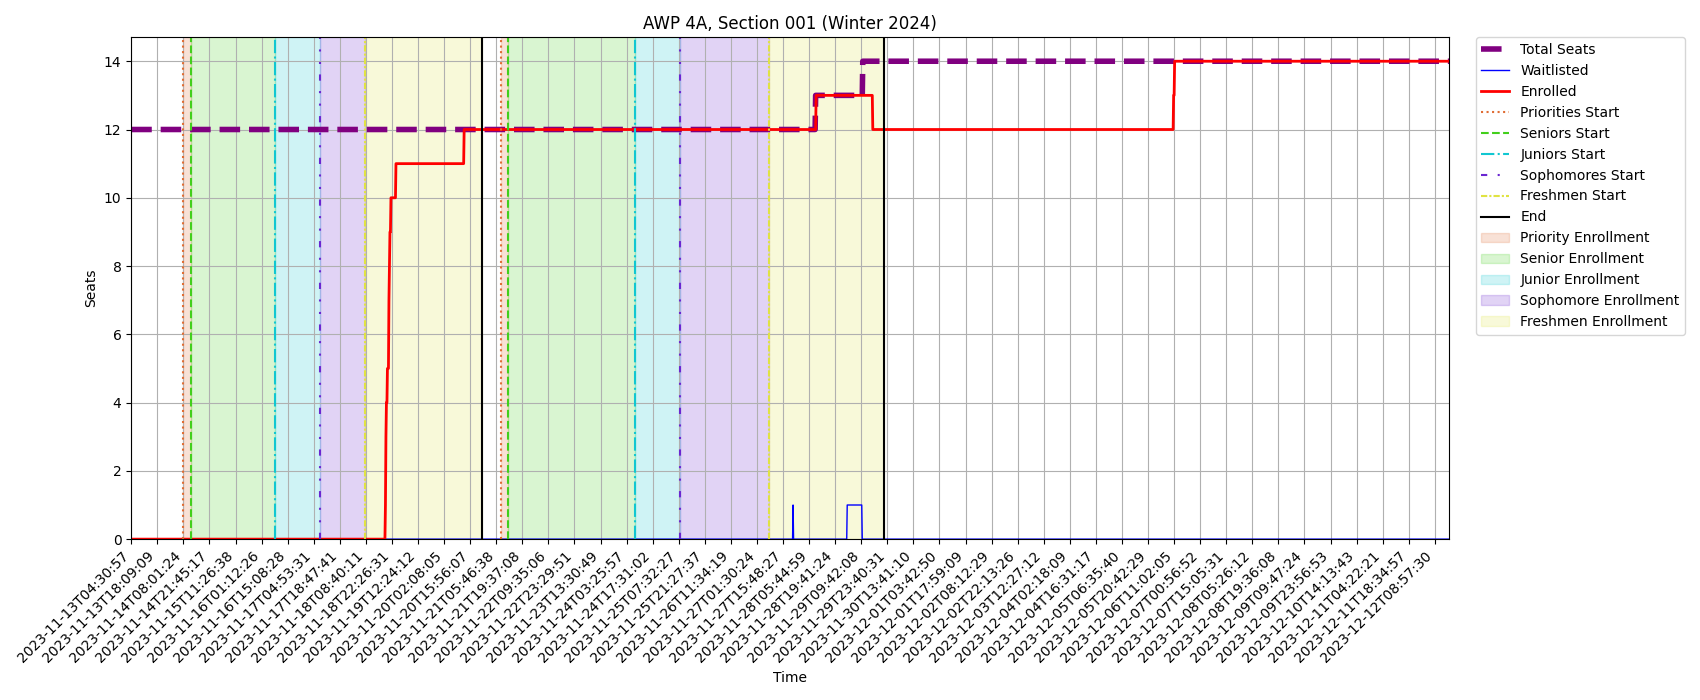 AWP 4A, Section 001 (Winter 2024)
Total Seats
Waitlisted
Enrolled
Priorities Start
Seniors Start
Juniors Start
Sophomores Start
Freshmen Start
End
Priority Enrollment
Senior Enrollment
Junior Enrollment
Sophomore Enrollment
Freshmen Enrollment
Seats
14
12
10
8
6
4
2
0
2023-11-13T04:30:57
2023-11-13T18:09:09
2023-11-14T08:01:24
2023-11-14T21:45:17
2023-11-15T11:26:38
2023-11-16T01:12:26
2023-11-16T15:08:28
2023-11-17T04:53:31
2023-11-17T18:47:41
2023-11-18T08:40:11
2023-11-18T22:26:31
2023-11-19T12:24:12
2023-11-20T02:08:05
2023-11-20T15:56:07
2023-11-21T05:46:38
2023-11-21T19:37:08
2023-11-22T09:35:06
2023-11-22T23:29:51
2023-11-23T13:30:49
2023-11-24T03:25:57
2023-11-24T17:31:02
2023-11-25T07:32:27
2023-11-25T21:27:37
2023-11-26T11:34:19
2023-11-27T01:30:24
2023-11-27T15:48:27
2023-11-28T05:44:59
2023-11-28T19:41:24
2023-11-29T09:42:08
2023-11-29T23:40:31
2023-11-30T13:41:10
2023-12-01T03:42:50
2023-12-01T17:59:09
2023-12-02T08:12:29
2023-12-02T22:13:26
2023-12-03T12:27:12
2023-12-04T02:18:09
2023-12-04T16:31:17
2023-12-05T06:35:40
2023-12-05T20:42:29
2023-12-06T11:02:05
2023-12-07T00:56:52
2023-12-07T15:05:31
2023-12-08T05:26:12
2023-12-08T19:36:08
2023-12-09T09:47:24
2023-12-09T23:56:53
2023-12-10T14:13:43
2023-12-11T04:22:21
2023-12-11T18:34:57
2023-12-12T08:57:30
Time